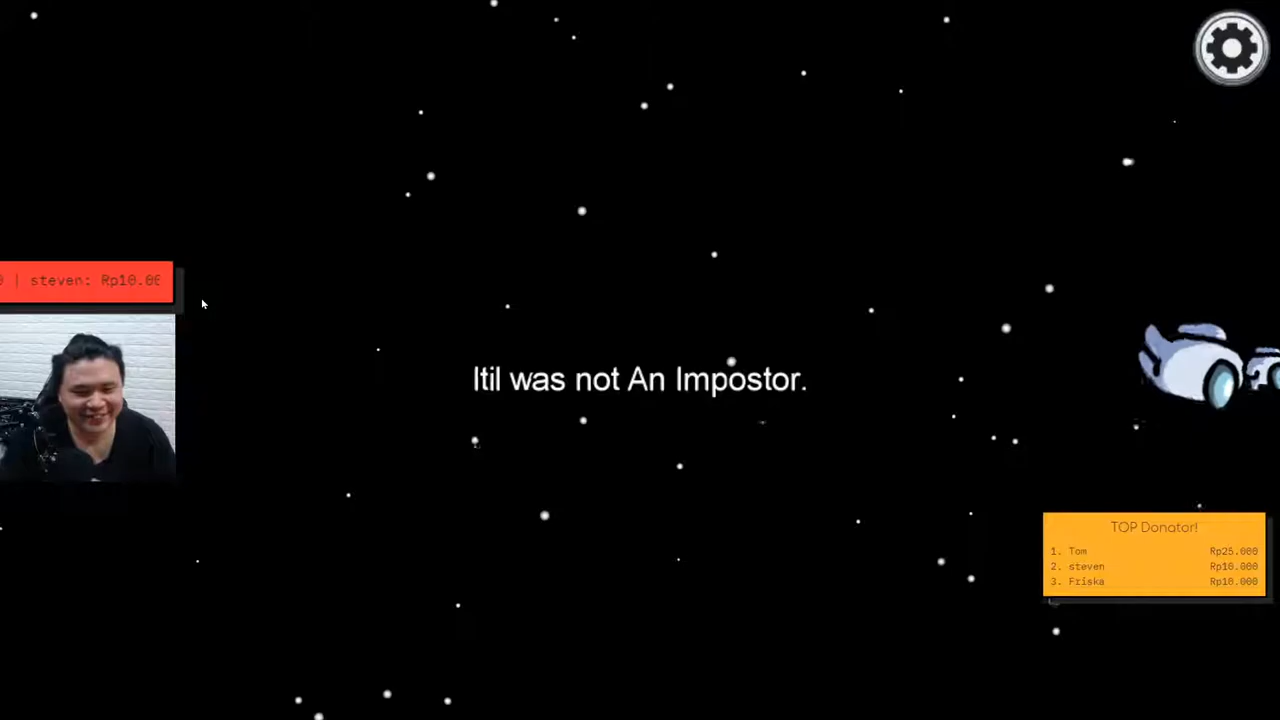 | steven: Rp10.00
Itil was not An Impostor.
TOP Donator!
1. Tom Rp25.000
2. steven Rp10.000
3. Friska Rp10.000